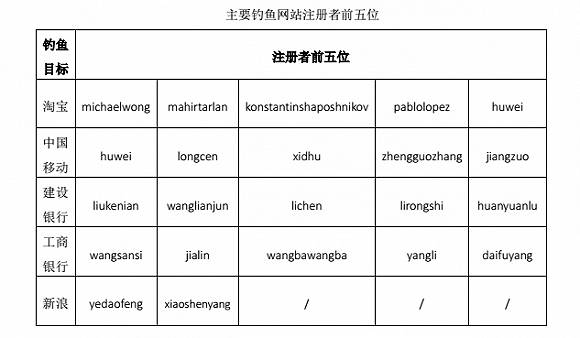 主要钓鱼网站注册者前五位
钓鱼目标 注册者前五位
淘宝 michaelwong mahirtarlan konstantinshaposhnikov pablolopez huwei
中国移动 huwei longcen xidhu zhengguozhang jiangzuo
建设银行 liukenian wanglianjun lichen lirongshi huanyuanlu
工商银行 wangsansi jialin wangbawangba yangli daifuyang
新浪 yedaofeng xiaoshenyang / / /